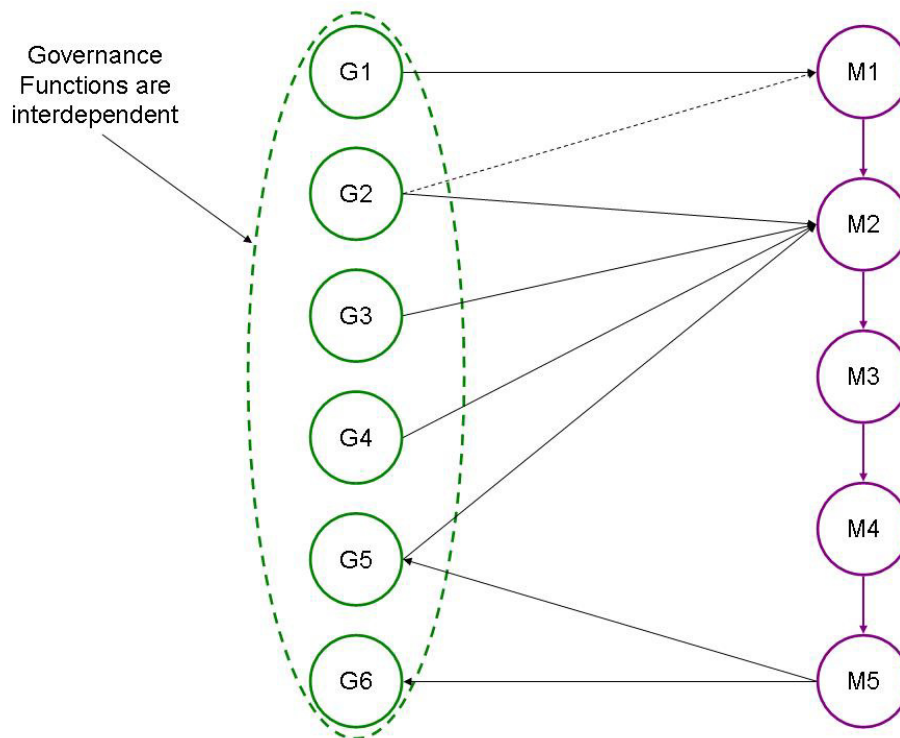 Governance
Functions are
interdependent
G1
M1
G2
M2
G3
M3
G4
M4
G5
G6
M5